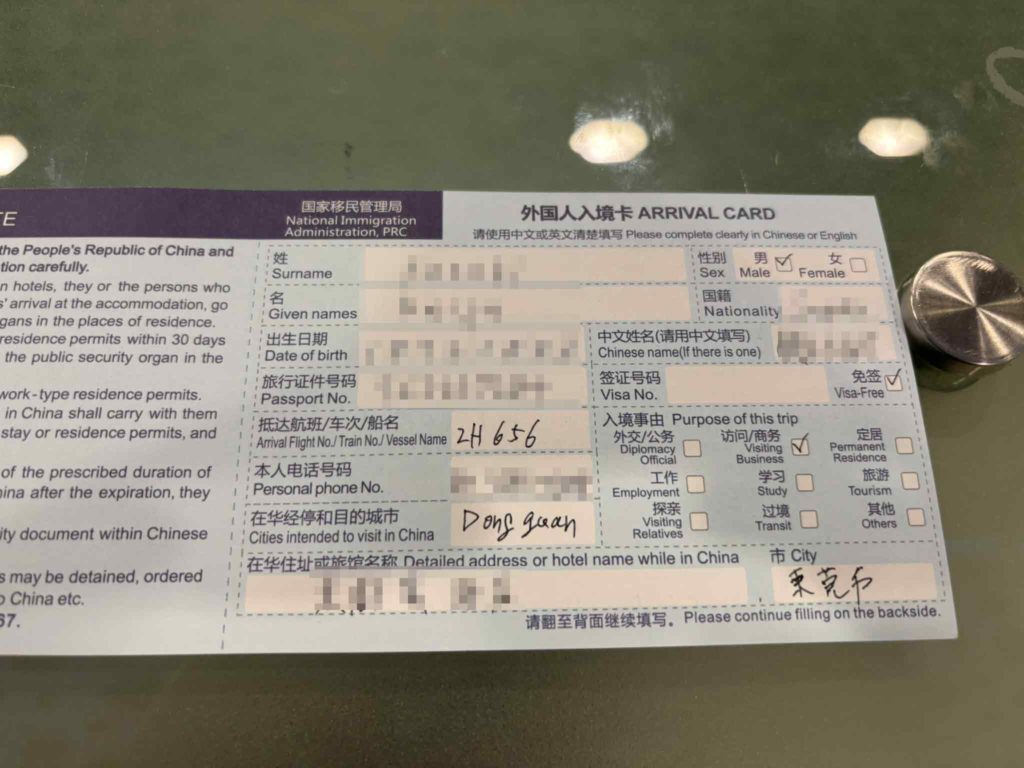 TE
the People's Republic of China and
tion carefully.
n hotels, they or the persons who
s' arrival at the accommodation, go
gans in the places of residence.
residence permits within 30 days
the public security organ in the
work-type residence permits.
in China shall carry with them
stay or residence permits, and
of the prescribed duration of
ina after the expiration, they
ity document within Chinese
s may be detained, ordered
o China etc.
67.
国家移民管理局
National Immigration
Administration, PRC
外国人入境卡 ARRIVAL CARD
请使用中文或英文清楚填写 Please complete clearly in Chinese or English
姓
Surname
性别 男 女
Sex Male Female
名
Given names
国籍
Nationality
出生日期
Date of birth
中文姓名(请用中文填写)
Chinese name(If there is one)
旅行证件号码
Passport No.
签证号码 免签
Visa No. Visa-Free
抵达航班/车次/船名
Arrival Flight No./ Train No./ Vessel Name
2H 656
入境事由 Purpose of this trip
外交/公务
Diplomacy
Official
访问/商务
Visiting
Business
定居
Permanent
Residence
本人电话号码
Personal phone No.
工作
Employment
学习
Study
旅游
Tourism
在华经停和目的城市
Cities intended to visit in China
Dongguan
探亲
Visiting
Relatives
过境
Transit
其他
Others
在华住址或旅馆名称 Detailed address or hotel name while in China
市 City
请翻至背面继续填写。Please continue filling on the backside.